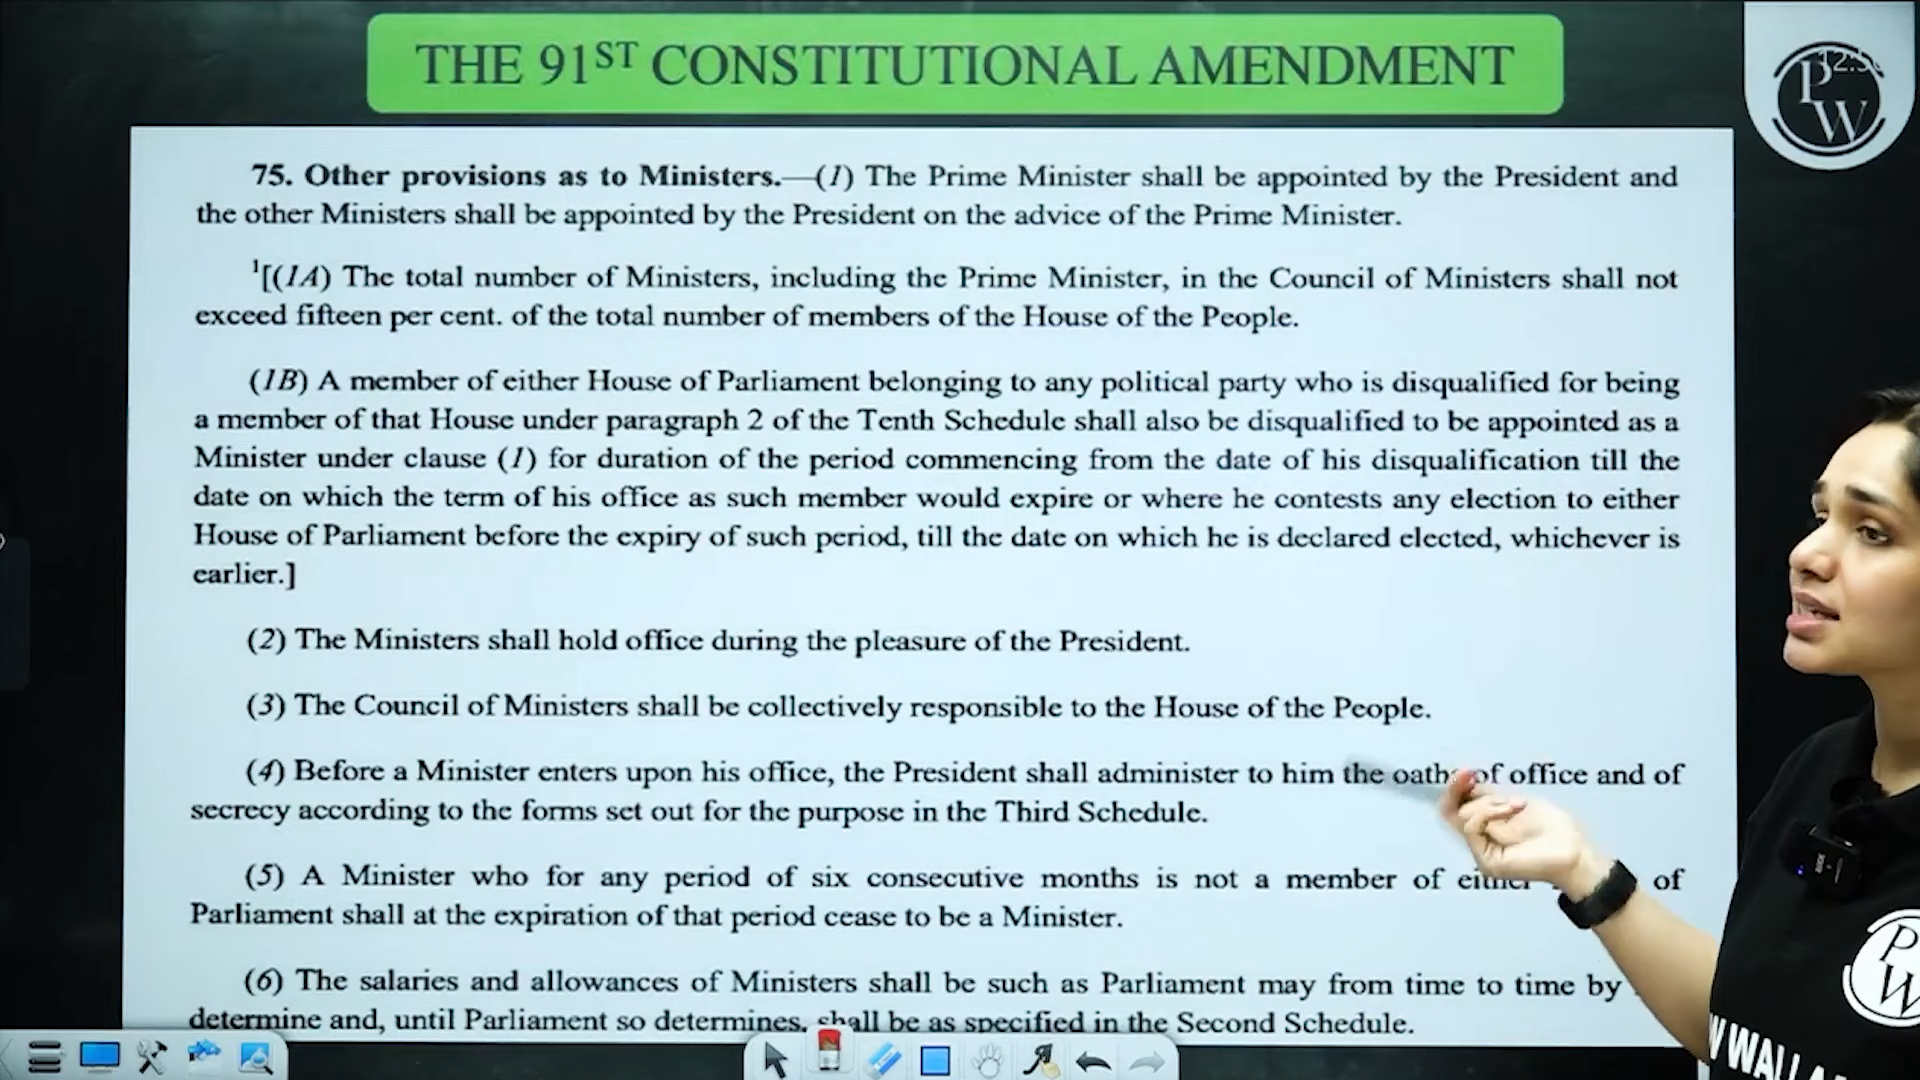 THE 91ST CONSTITUTIONAL AMENDMENT
PW
75. Other provisions as to Ministers.—(1) The Prime Minister shall be appointed by the President and
the other Ministers shall be appointed by the President on the advice of the Prime Minister.
1[(1A) The total number of Ministers, including the Prime Minister, in the Council of Ministers shall not
exceed fifteen per cent. of the total number of members of the House of the People.
(1B) A member of either House of Parliament belonging to any political party who is disqualified for being
a member of that House under paragraph 2 of the Tenth Schedule shall also be disqualified to be appointed as a
Minister under clause (1) for duration of the period commencing from the date of his disqualification till the
date on which the term of his office as such member would expire or where he contests any election to either
House of Parliament before the expiry of such period, till the date on which he is declared elected, whichever is
earlier.]
(2) The Ministers shall hold office during the pleasure of the President.
(3) The Council of Ministers shall be collectively responsible to the House of the People.
(4) Before a Minister enters upon his office, the President shall administer to him the oaths of office and of
secrecy according to the forms set out for the purpose in the Third Schedule.
(5) A Minister who for any period of six consecutive months is not a member of either of
Parliament shall at the expiration of that period cease to be a Minister.
(6) The salaries and allowances of Ministers shall be such as Parliament may from time to time by
determine and, until Parliament so determines, shall be as specified in the Second Schedule.
PW